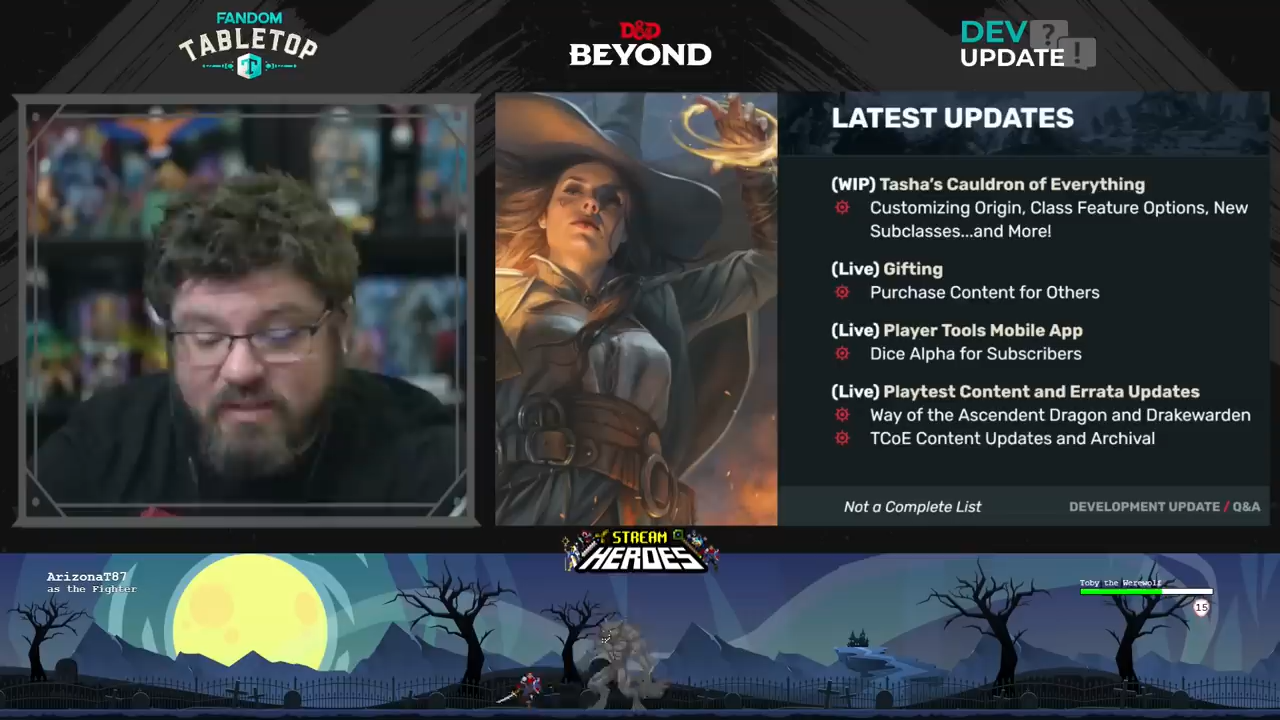 FANDOM
TABLETOP
T
D&D
BEYOND
DEV ?
UPDATE !
LATEST UPDATES
(WIP) Tasha's Cauldron of Everything
Customizing Origin, Class Feature Options, New
Subclasses...and More!
(Live) Gifting
Purchase Content for Others
(Live) Player Tools Mobile App
Dice Alpha for Subscribers
(Live) Playtest Content and Errata Updates
Way of the Ascendent Dragon and Drakewarden
TCoE Content Updates and Archival
Not a Complete List
DEVELOPMENT UPDATE / Q&A
STREAM
HEROES
ArizonaT87
as the Fighter
Toby the Werewolf
15